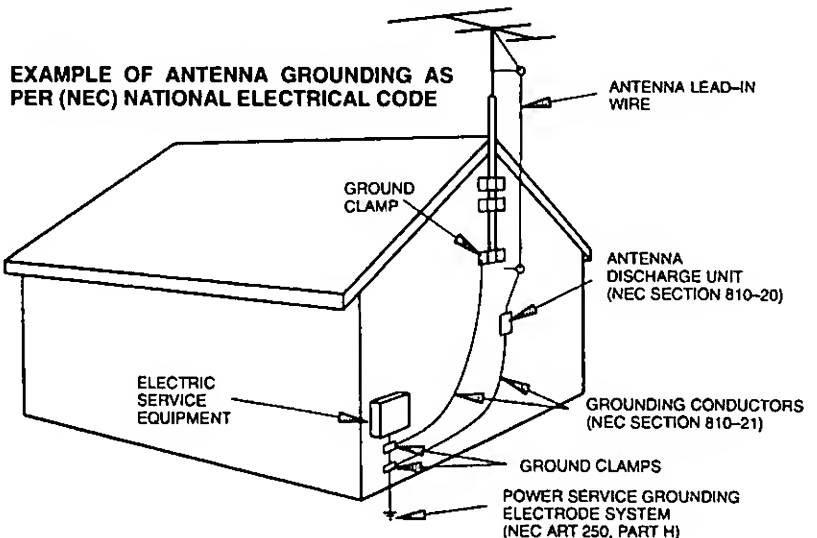 EXAMPLE OF ANTENNA GROUNDING AS
PER (NEC) NATIONAL ELECTRICAL CODE
ANTENNA LEAD–IN
WIRE
GROUND
CLAMP
ANTENNA
DISCHARGE UNIT
(NEC SECTION 810–20)
ELECTRIC
SERVICE
EQUIPMENT
GROUNDING CONDUCTORS
(NEC SECTION 810–21)
GROUND CLAMPS
POWER SERVICE GROUNDING
ELECTRODE SYSTEM
(NEC ART 250, PART H)